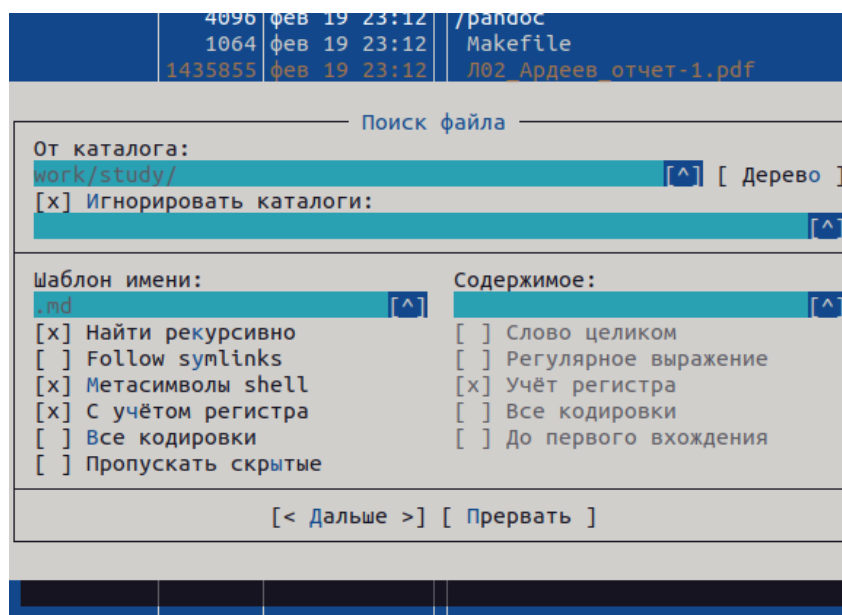 4096 фев 19 23:12 /pandoc
1064 фев 19 23:12 Makefile
1435855 фев 19 23:12 Л02_Ардеев_отчет-1.pdf
Поиск файла
От каталога:
work/study/ [^] [ Дерево ]
[x] Игнорировать каталоги:
[^]
Шаблон имени: Содержимое:
.md [^] [^]
[x] Найти рекурсивно [ ] Слово целиком
[ ] Follow symlinks [ ] Регулярное выражение
[x] Метасимволы shell [x] Учёт регистра
[x] С учётом регистра [ ] Все кодировки
[ ] Все кодировки [ ] До первого вхождения
[ ] Пропускать скрытые
[< Дальше >] [ Прервать ]